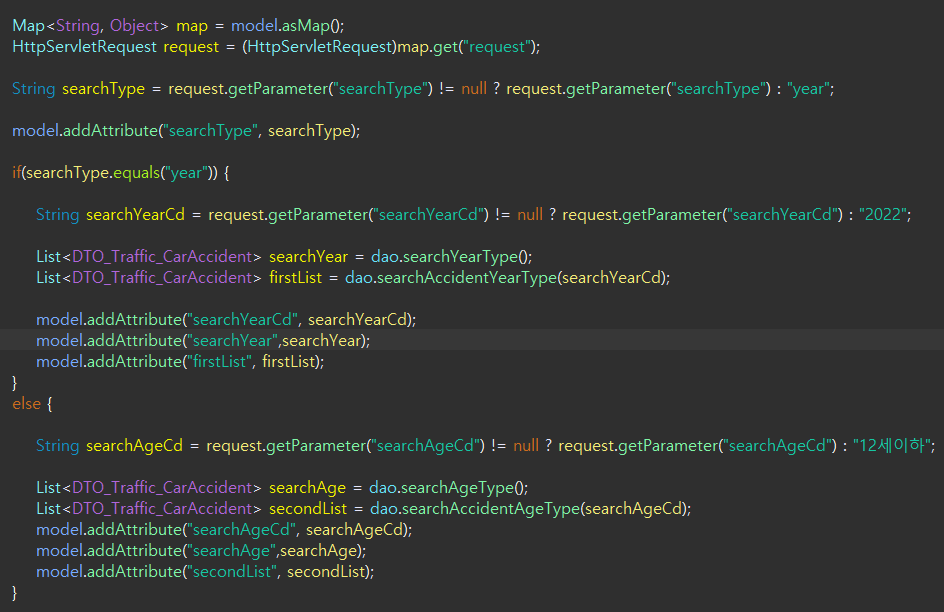 Map<String, Object> map = model.asMap();
HttpServletRequest request = (HttpServletRequest)map.get("request");
String searchType = request.getParameter("searchType") != null ? request.getParameter("searchType") : "year";
model.addAttribute("searchType", searchType);
if(searchType.equals("year")) {
String searchYearCd = request.getParameter("searchYearCd") != null ? request.getParameter("searchYearCd") : "2022";
List<DTO_Traffic_CarAccident> searchYear = dao.searchYearType();
List<DTO_Traffic_CarAccident> firstList = dao.searchAccidentYearType(searchYearCd);
model.addAttribute("searchYearCd", searchYearCd);
model.addAttribute("searchYear",searchYear);
model.addAttribute("firstList", firstList);
}
else {
String searchAgeCd = request.getParameter("searchAgeCd") != null ? request.getParameter("searchAgeCd") : "12세이하";
List<DTO_Traffic_CarAccident> searchAge = dao.searchAgeType();
List<DTO_Traffic_CarAccident> secondList = dao.searchAccidentAgeType(searchAgeCd);
model.addAttribute("searchAgeCd", searchAgeCd);
model.addAttribute("searchAge",searchAge);
model.addAttribute("secondList", secondList);
}